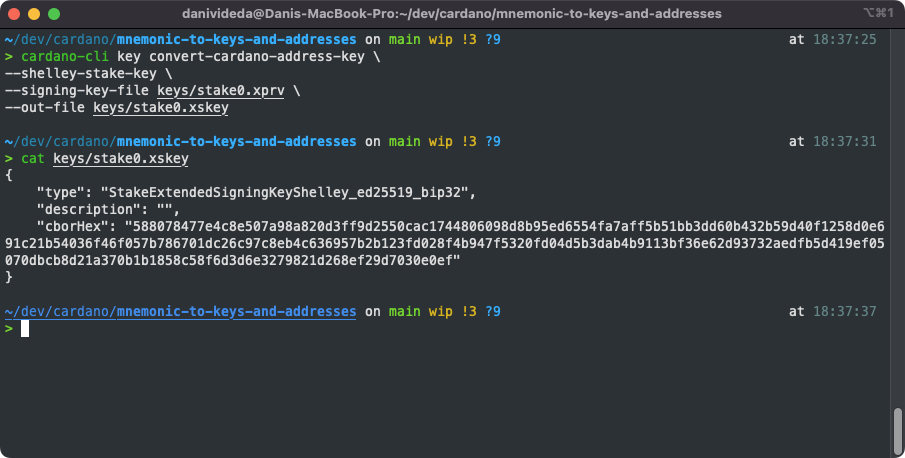 danivideda@Danis-MacBook-Pro:~/dev/cardano/mnemonic-to-keys-and-addresses ⌥⌘1
~/dev/cardano/mnemonic-to-keys-and-addresses on main wip !3 ?9 at 18:37:25
> cardano-cli key convert-cardano-address-key \
--shelley-stake-key \
--signing-key-file keys/stake0.xprv \
--out-file keys/stake0.xskey
~/dev/cardano/mnemonic-to-keys-and-addresses on main wip !3 ?9 at 18:37:31
> cat keys/stake0.xskey
{
    "type": "StakeExtendedSigningKeyShelley_ed25519_bip32",
    "description": "",
    "cborHex": "588078477e4c8e507a98a820d3ff9d2550cac1744806098d8b95ed6554fa7aff5b51bb3dd60b432b59d40f1258d0e6
91c21b54036f46f057b786701dc26c97c8eb4c636957b2b123fd028f4b947f5320fd04d5b3dab4b9113bf36e62d93732aedfb5d419ef05
070dbcb8d21a370b1b1858c58f6d3d6e3279821d268ef29d7030e0ef"
}
~/dev/cardano/mnemonic-to-keys-and-addresses on main wip !3 ?9 at 18:37:37
>